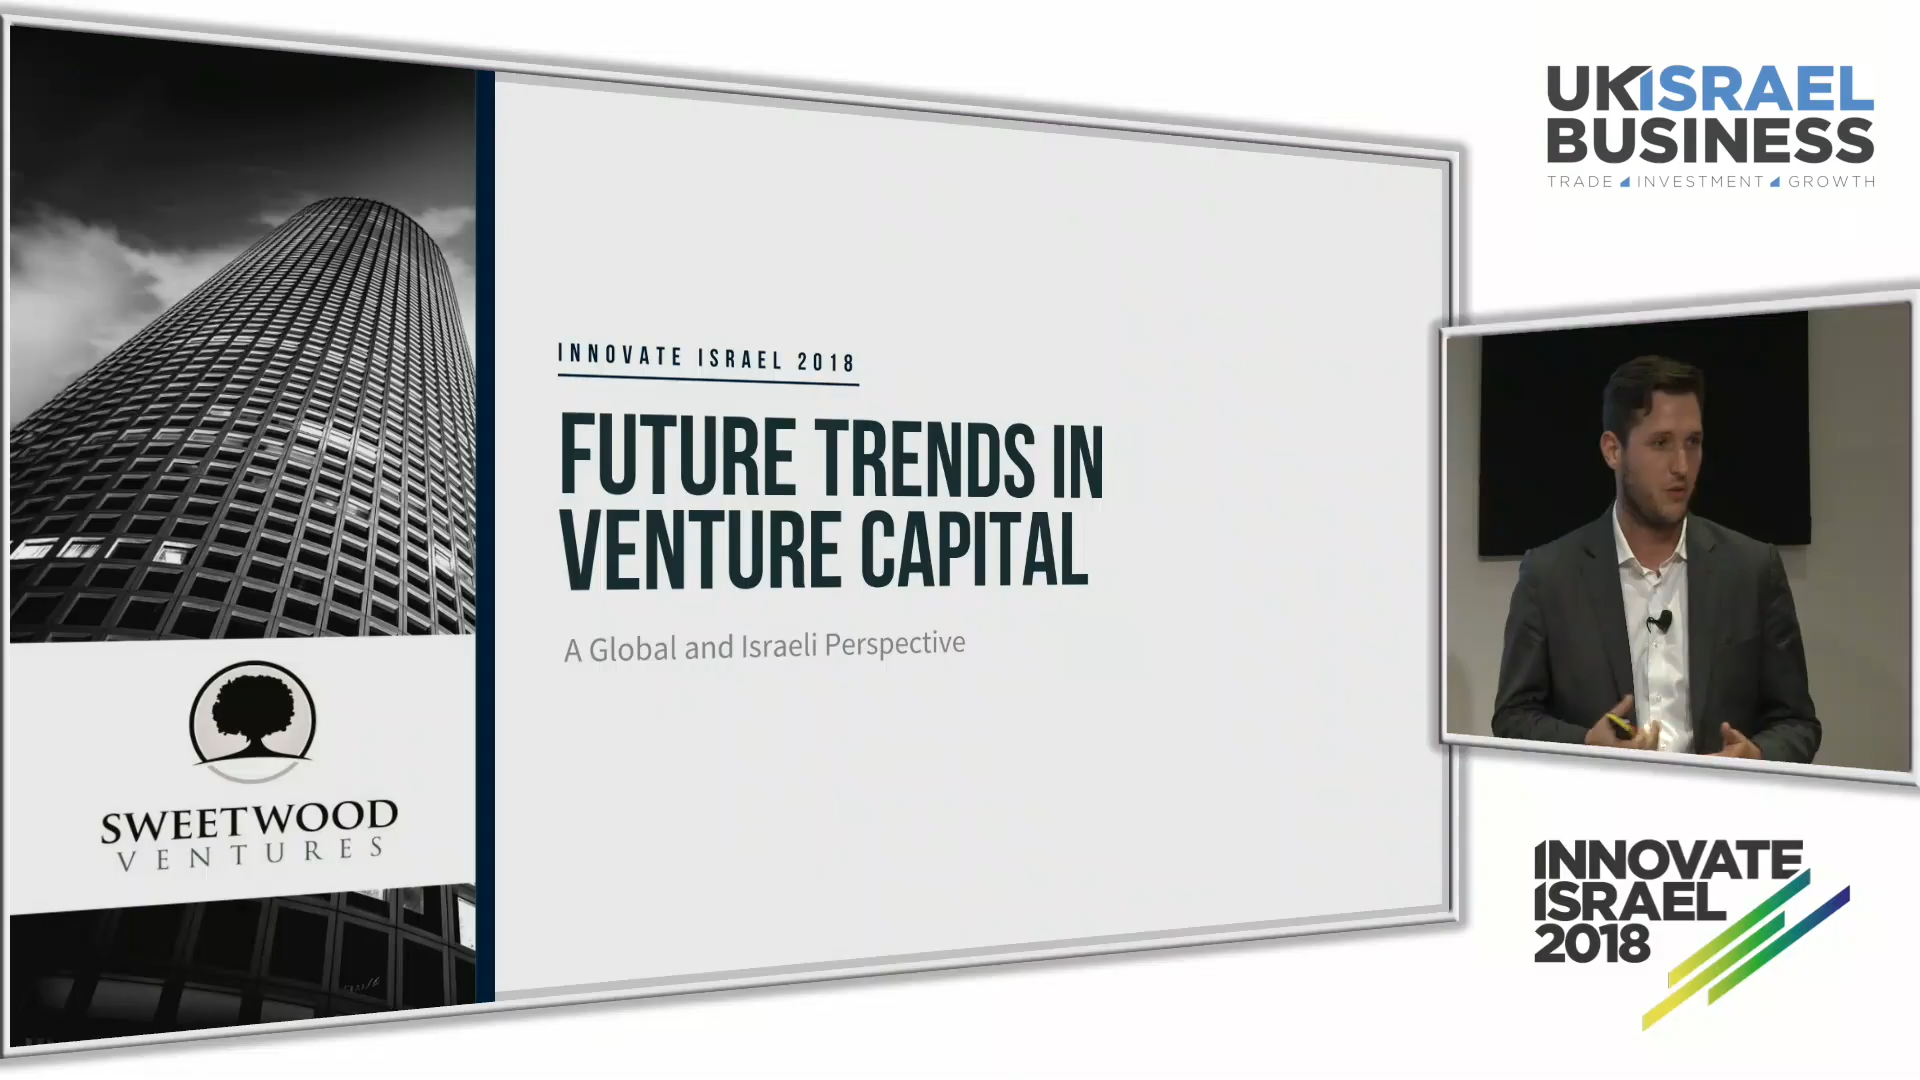 INNOVATE ISRAEL 2018
FUTURE TRENDS IN
VENTURE CAPITAL
A Global and Israeli Perspective
SWEETWOOD
VENTURES
UKISRAEL
BUSINESS
TRADE INVESTMENT GROWTH
INNOVATE
ISRAEL
2018